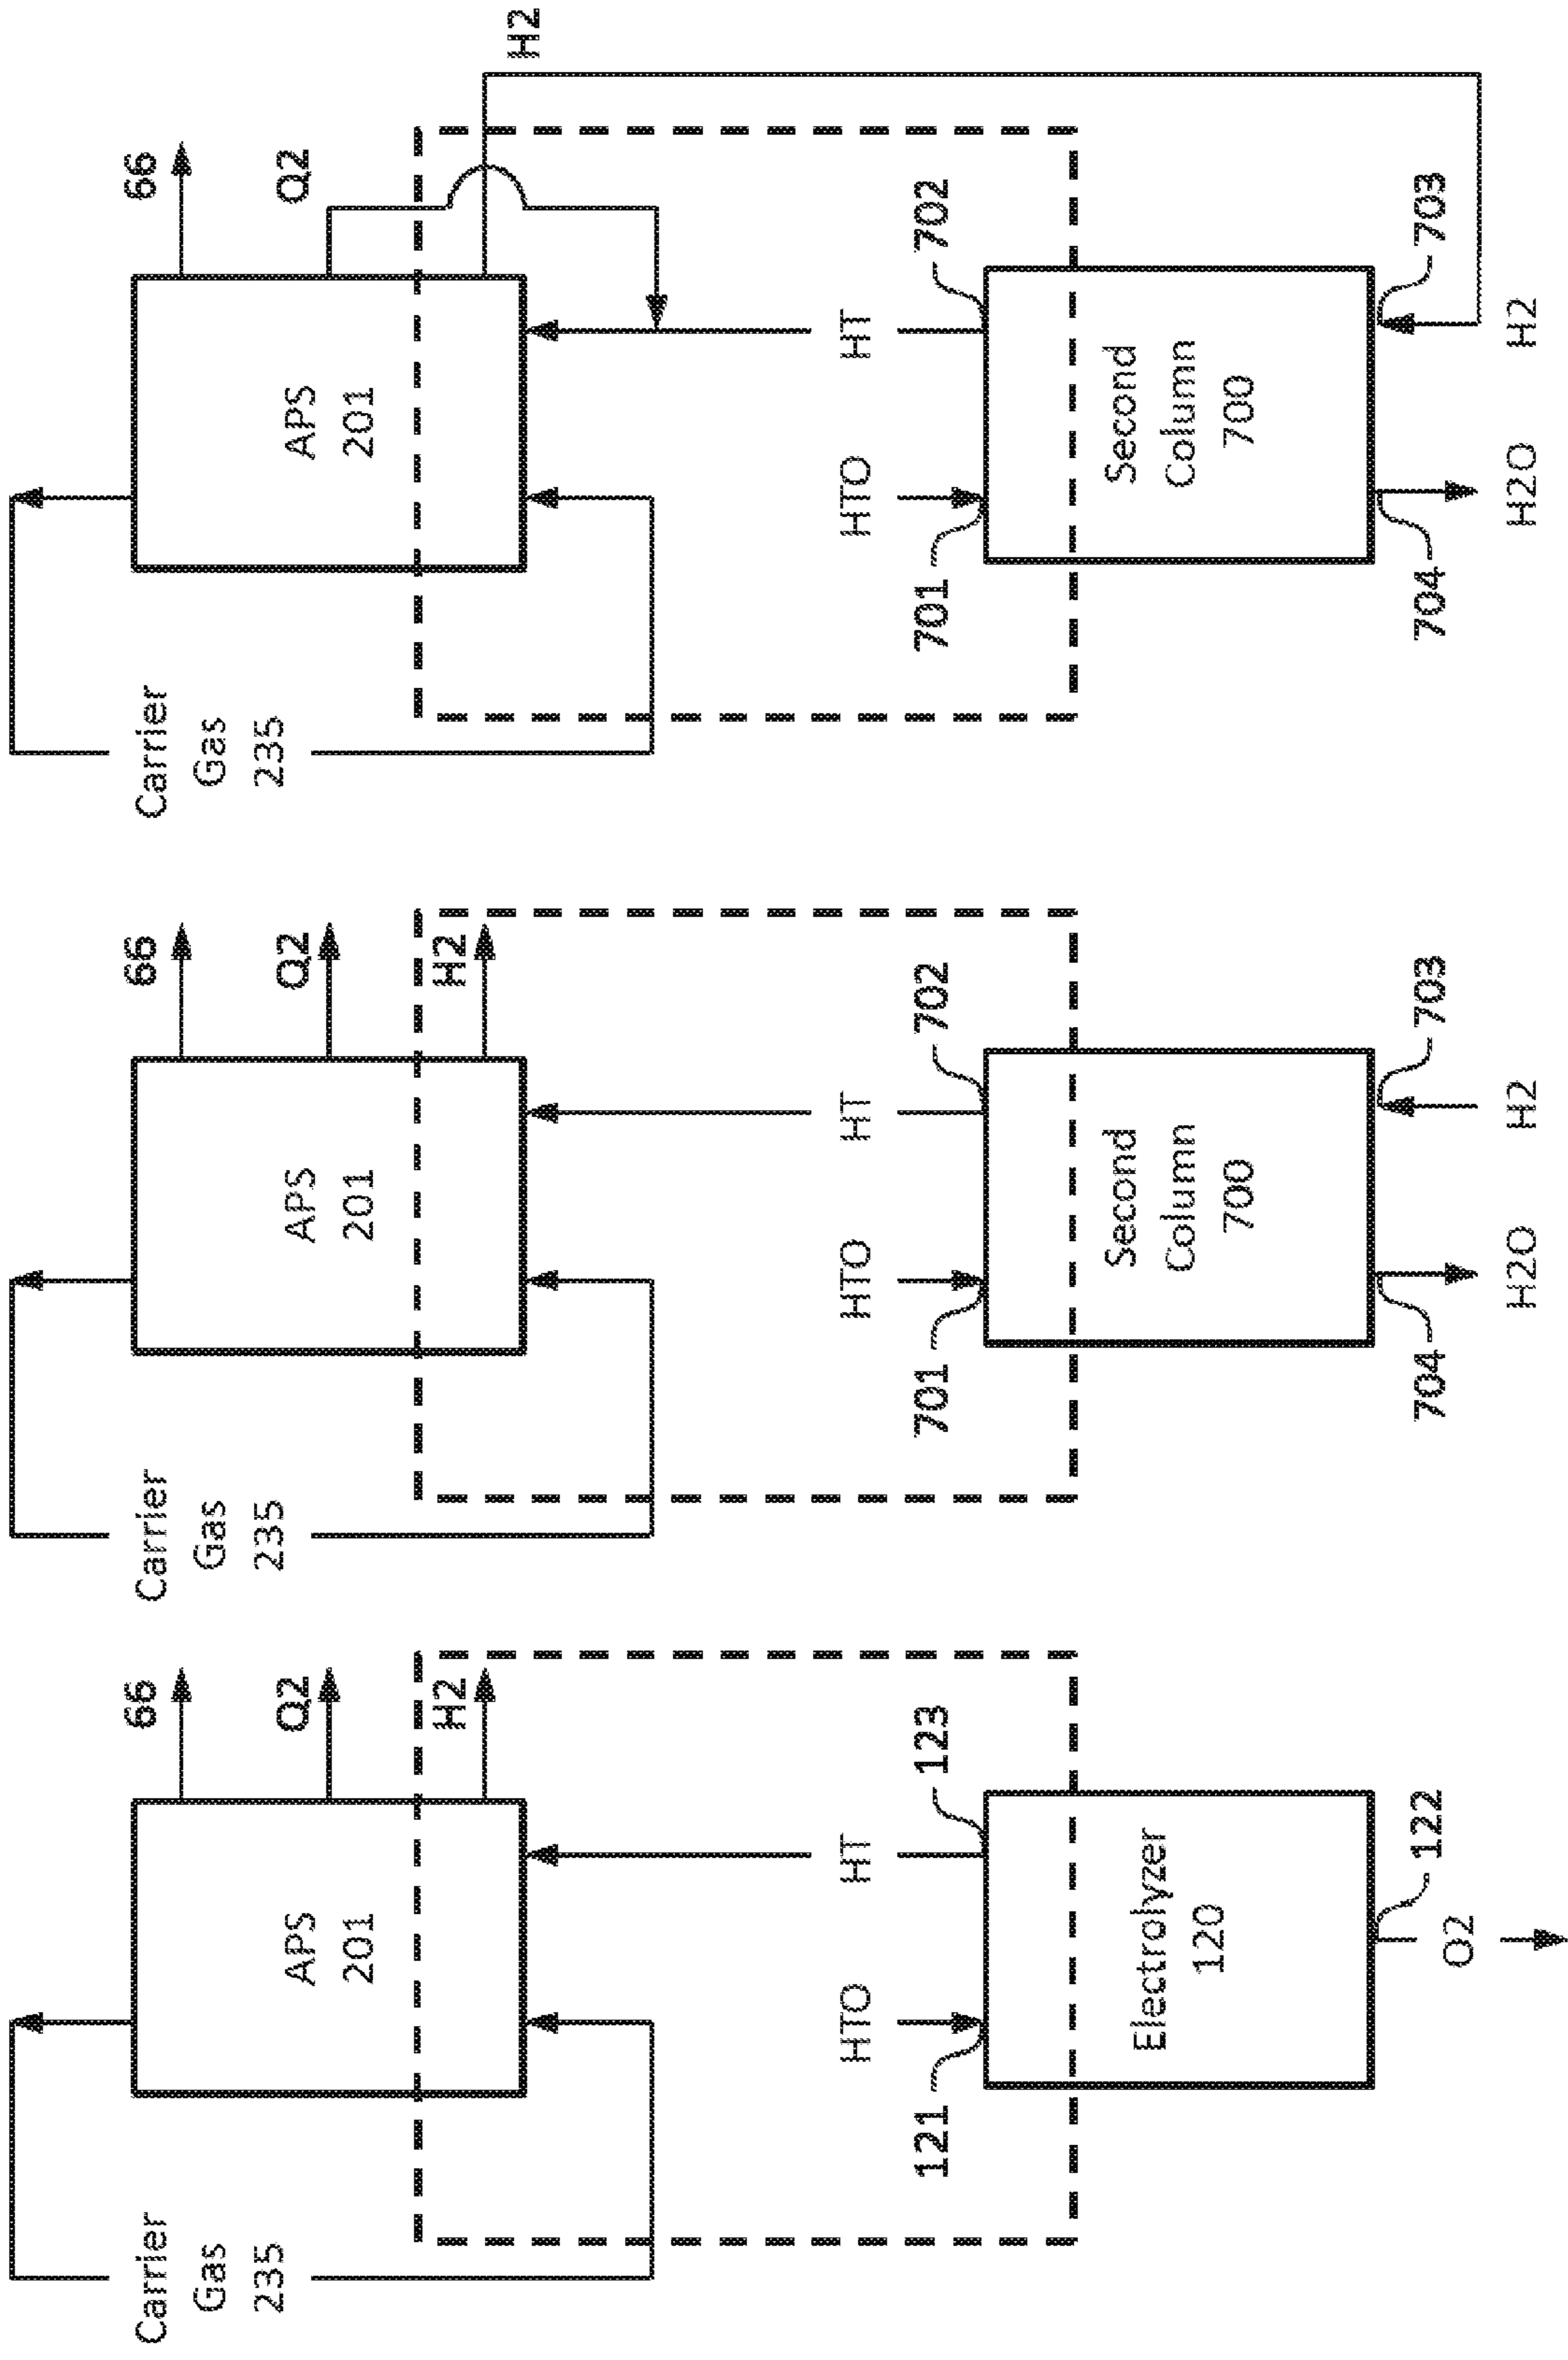 Carrier
Gas
235
APS
201
66
Q2
H2
HTO
HT
121
123
Electrolyzer
120
122
O2
Carrier
Gas
235
APS
201
66
Q2
H2
HTO
HT
701
702
Second
Column
700
704
703
H2O
H2
Carrier
Gas
235
APS
201
66
Q2
H2
HTO
HT
701
702
Second
Column
700
704
703
H2O
H2